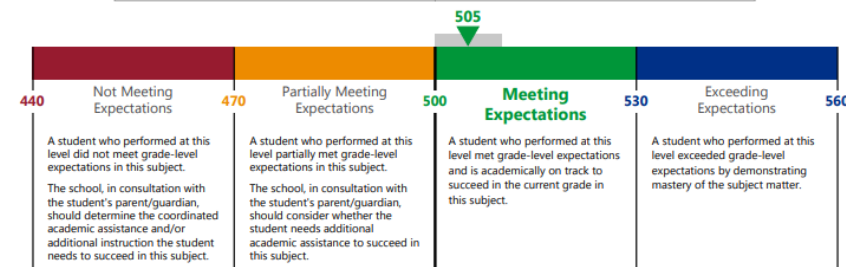 505
Not Meeting
Expectations
Partially Meeting
Expectations
Meeting
Expectations
Exceeding
Expectations
440
470
500
530
560
A student who performed at this
level did not meet grade-level
expectations in this subject.
The school, in consultation with
the student's parent/guardian,
should determine the coordinated
academic assistance and/or
additional instruction the student
needs to succeed in this subject.
A student who performed at this
level partially met grade-level
expectations in this subject.
The school, in consultation with
the student's parent/guardian,
should consider whether the
student needs additional
academic assistance to succeed in
this subject.
A student who performed at this
level met grade-level expectations
and is academically on track to
succeed in the current grade in
this subject.
A student who performed at this
level exceeded grade-level
expectations by demonstrating
mastery of the subject matter.